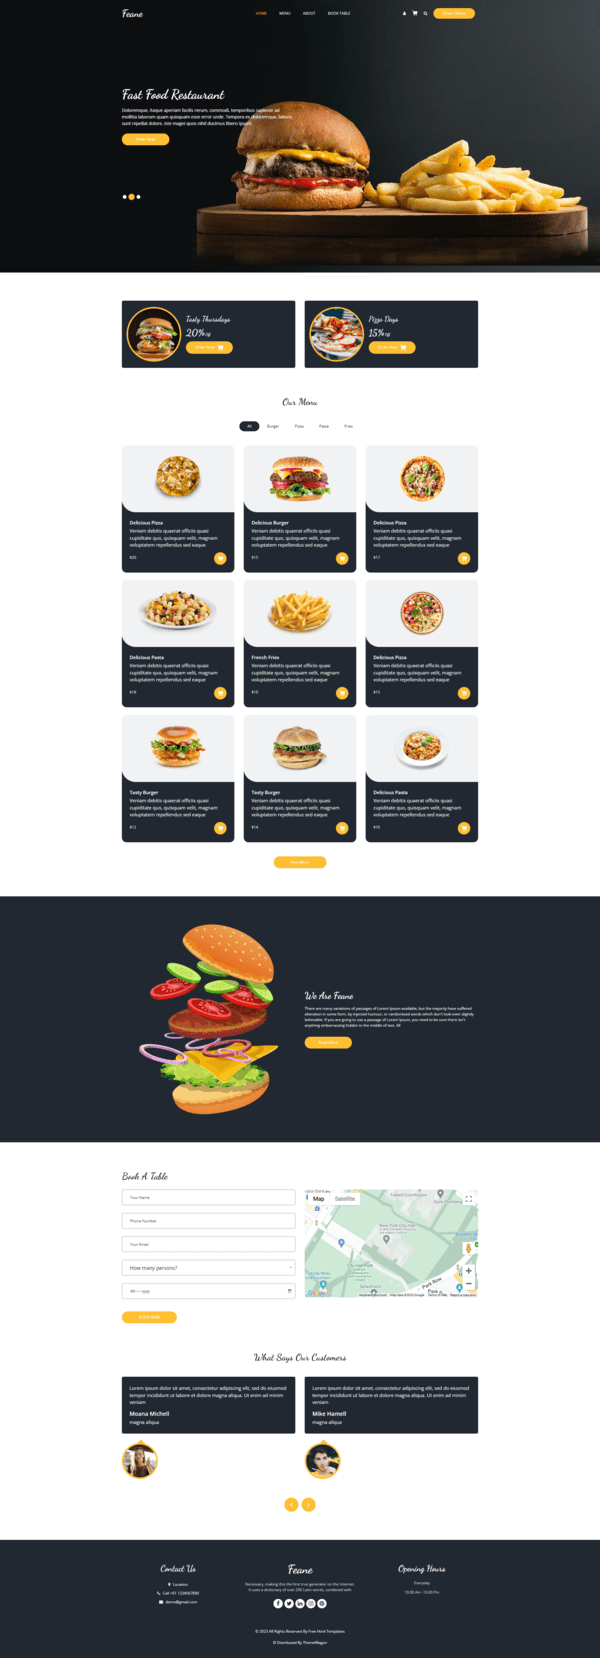 Feane
HOME
MENU
ABOUT
BOOK TABLE
Order Online
Fast Food Restaurant
Doloremque, itaque aperiam facilis rerum, commodi, temporibus sapiente ad
mollitia laborum quam quisquam esse error unde. Tempora ex doloremque, labore,
sunt repellat dolore, iste magni quos nihil ducimus libero ipsam.
Order Now
Tasty Thursdays
20% Off
Order Now
Pizza Days
15% Off
Order Now
Our Menu
All
Burger
Pizza
Pasta
Fries
Delicious Pizza
Veniam debitis quaerat officiis quasi
cupiditate quo, quisquam velit, magnam
voluptatem repellendus sed eaque
$20
Delicious Burger
Veniam debitis quaerat officiis quasi
cupiditate quo, quisquam velit, magnam
voluptatem repellendus sed eaque
$15
Delicious Pizza
Veniam debitis quaerat officiis quasi
cupiditate quo, quisquam velit, magnam
voluptatem repellendus sed eaque
$17
Delicious Pasta
Veniam debitis quaerat officiis quasi
cupiditate quo, quisquam velit, magnam
voluptatem repellendus sed eaque
$18
French Fries
Veniam debitis quaerat officiis quasi
cupiditate quo, quisquam velit, magnam
voluptatem repellendus sed eaque
$10
Delicious Pizza
Veniam debitis quaerat officiis quasi
cupiditate quo, quisquam velit, magnam
voluptatem repellendus sed eaque
$15
Tasty Burger
Veniam debitis quaerat officiis quasi
cupiditate quo, quisquam velit, magnam
voluptatem repellendus sed eaque
$12
Tasty Burger
Veniam debitis quaerat officiis quasi
cupiditate quo, quisquam velit, magnam
voluptatem repellendus sed eaque
$14
Delicious Pasta
Veniam debitis quaerat officiis quasi
cupiditate quo, quisquam velit, magnam
voluptatem repellendus sed eaque
$10
View More
We Are Feane
There are many variations of passages of Lorem Ipsum available, but the majority have suffered
alteration in some form, by injected humour, or randomised words which don't look even slightly
believable. If you are going to use a passage of Lorem Ipsum, you need to be sure there isn't
anything embarrassing hidden in the middle of text. All
Read More
Book A Table
Your Name
Phone Number
Your Email
How many persons?
BOOK NOW
Map
Satellite
Tweed Courthouse
New York City Hall
City Hall Park
Park Row
What Says Our Customers
Lorem ipsum dolor sit amet, consectetur adipiscing elit, sed do eiusmod
tempor incididunt ut labore et dolore magna aliqua. Ut enim ad minim
veniam
Moana Michell
magna aliqua
Lorem ipsum dolor sit amet, consectetur adipiscing elit, sed do eiusmod
tempor incididunt ut labore et dolore magna aliqua. Ut enim ad minim
veniam
Mike Hamell
magna aliqua
Contact Us
Location
Call +01 1234567890
demo@gmail.com
Feane
Necessary, making this the first true generator on the Internet.
It uses a dictionary of over 200 Latin words, combined with
Opening Hours
Everyday
10.00 Am -10.00 Pm
© 2023 All Rights Reserved By Free Html Templates
© Distributed By ThemeWagon